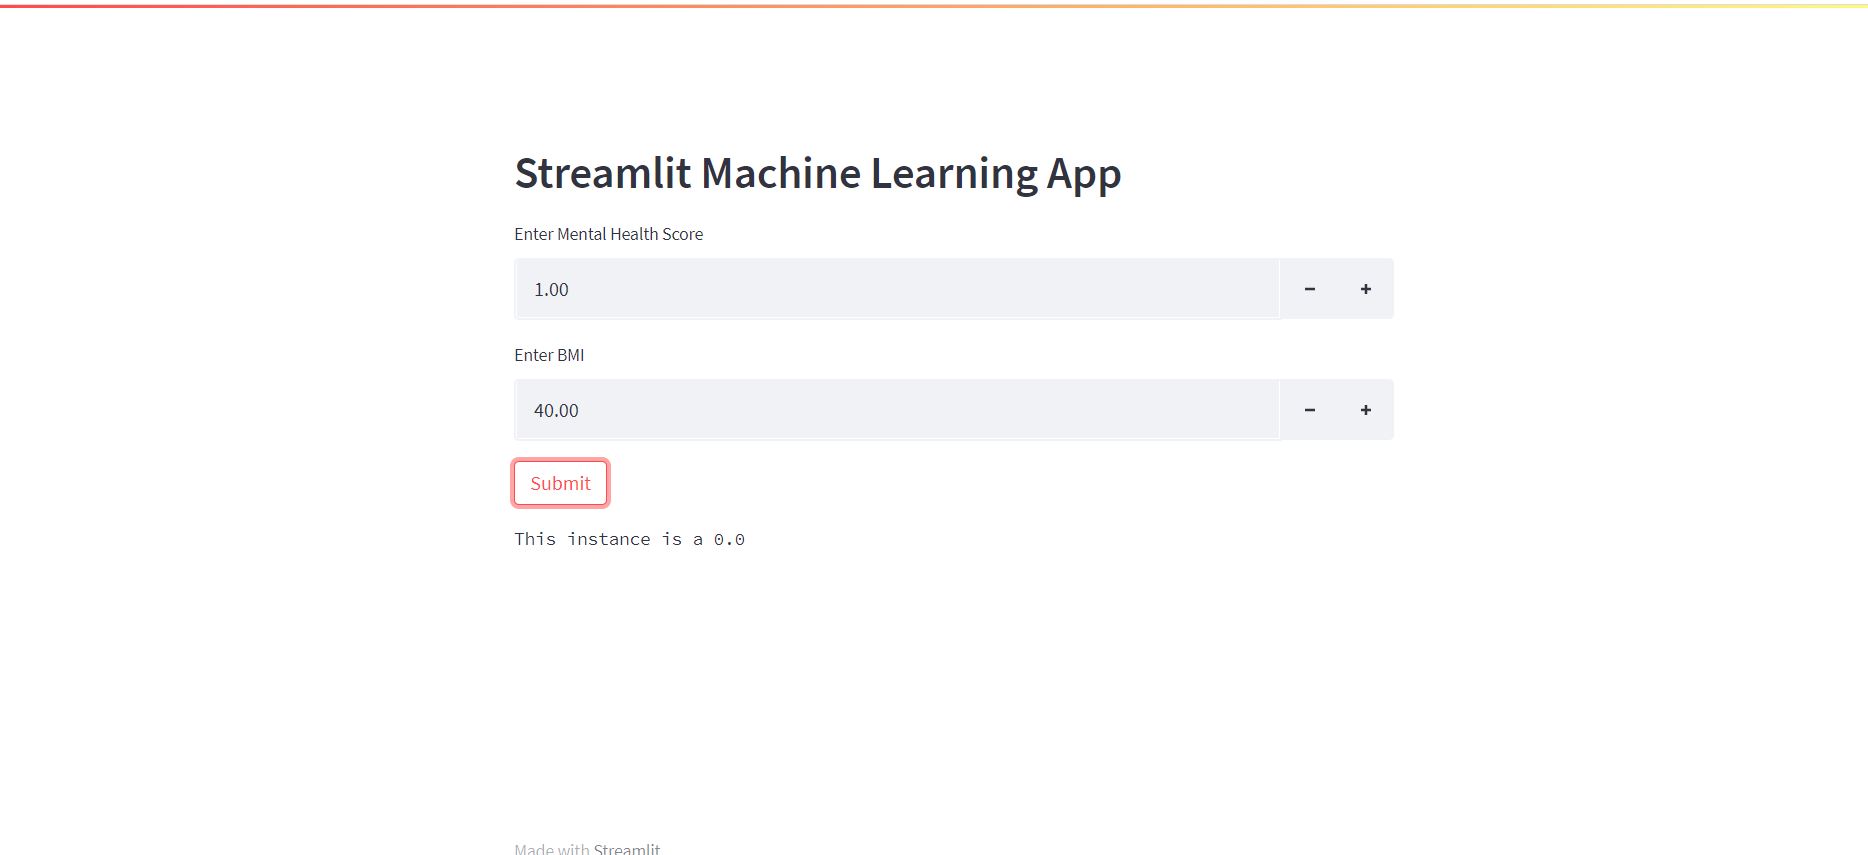 Streamlit Machine Learning App
Enter Mental Health Score
1.00
Enter BMI
40.00
Submit
This instance is a 0.0
Made with Streamlit